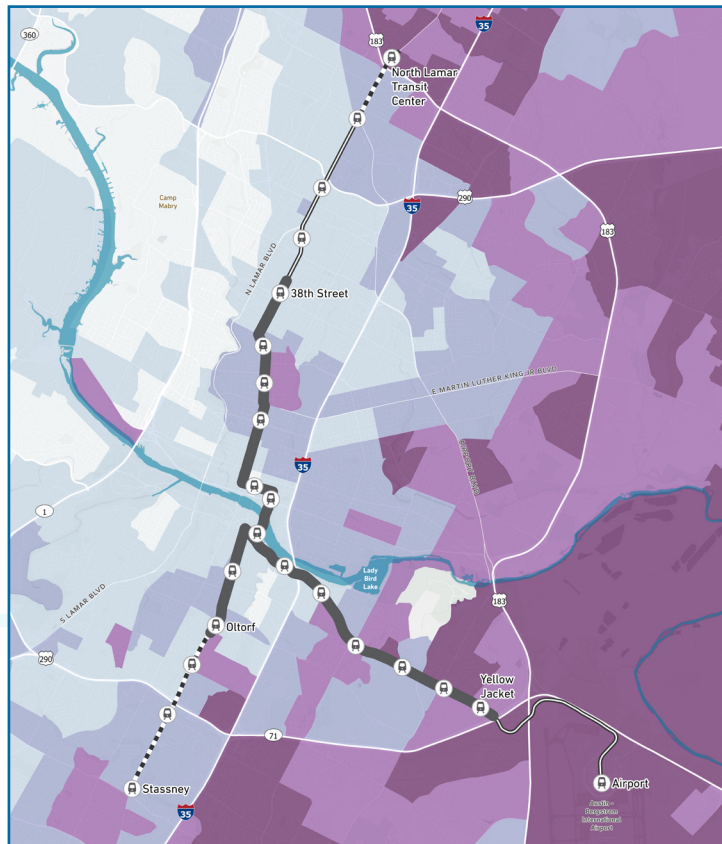 360
183
35
North Lamar
Transit
Center
Camp
Mabry
290
35
183
N LAMAR BLVD
38th Street
E MARTIN LUTHER KING JR BLVD
35
AIRPORT BLVD
1
Lady
Bird
Lake
183
S LAMAR BLVD
Oltorf
290
Yellow
Jacket
71
Stassney
Airport
35
Austin -
Bergstrom
International
Airport